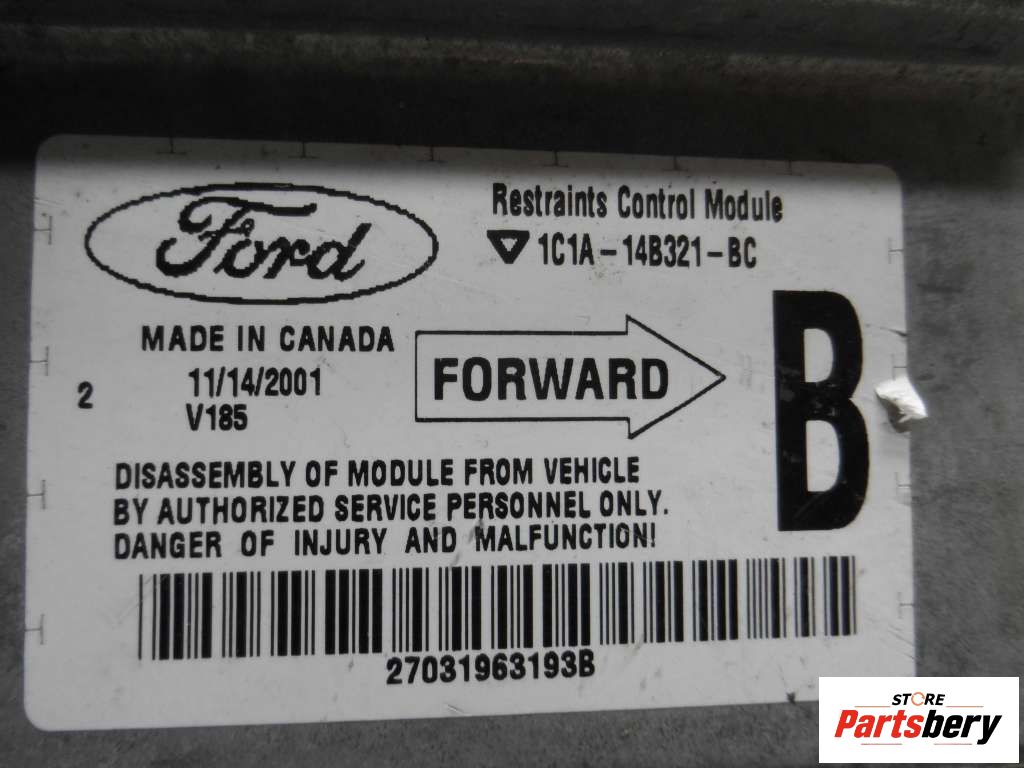 Ford
Restraints Control Module
1C1A-14B321-BC
MADE IN CANADA
11/14/2001
2
V185
FORWARD
B
DISASSEMBLY OF MODULE FROM VEHICLE
BY AUTHORIZED SERVICE PERSONNEL ONLY.
DANGER OF INJURY AND MALFUNCTION!
27031963193B
STORE
Partsbery